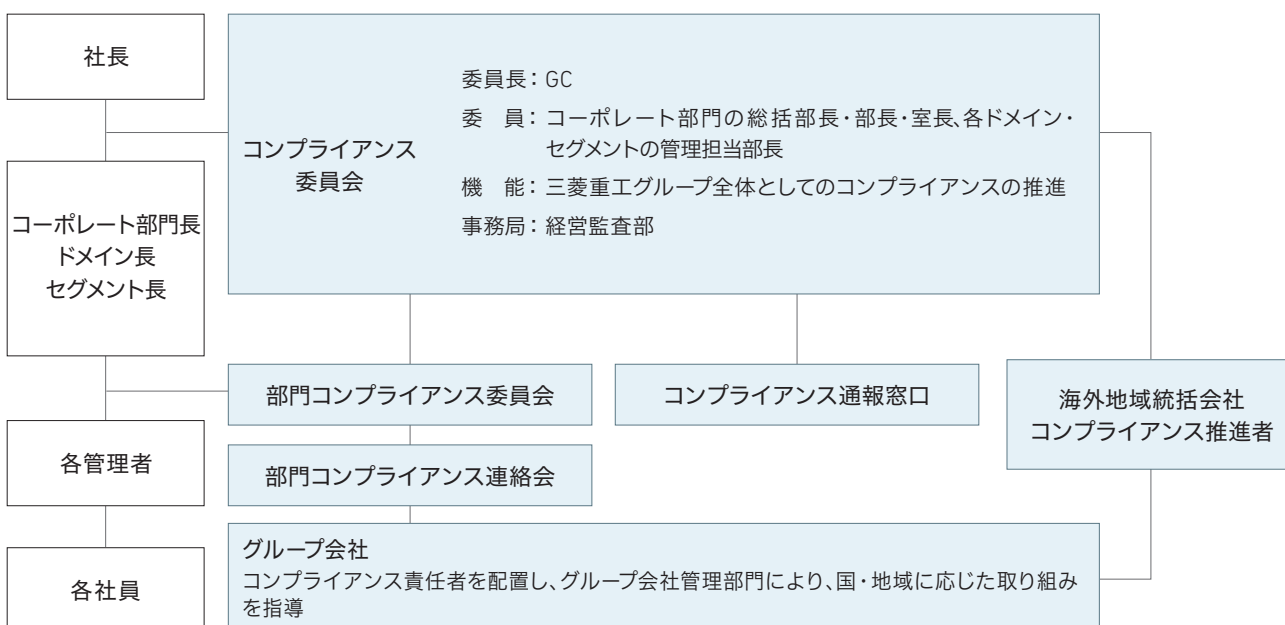 社長
コンプライアンス
委員会
委員長：GC
委　員：コーポレート部門の総括部長・部長・室長、各ドメイン・
セグメントの管理担当部長
機　能：三菱重工グループ全体としてのコンプライアンスの推進
事務局：経営監査部
コーポレート部門長
ドメイン長
セグメント長
部門コンプライアンス委員会
コンプライアンス通報窓口
海外地域統括会社
コンプライアンス推進者
各管理者
部門コンプライアンス連絡会
各社員
グループ会社
コンプライアンス責任者を配置し、グループ会社管理部門により、国・地域に応じた取り組み
を指導